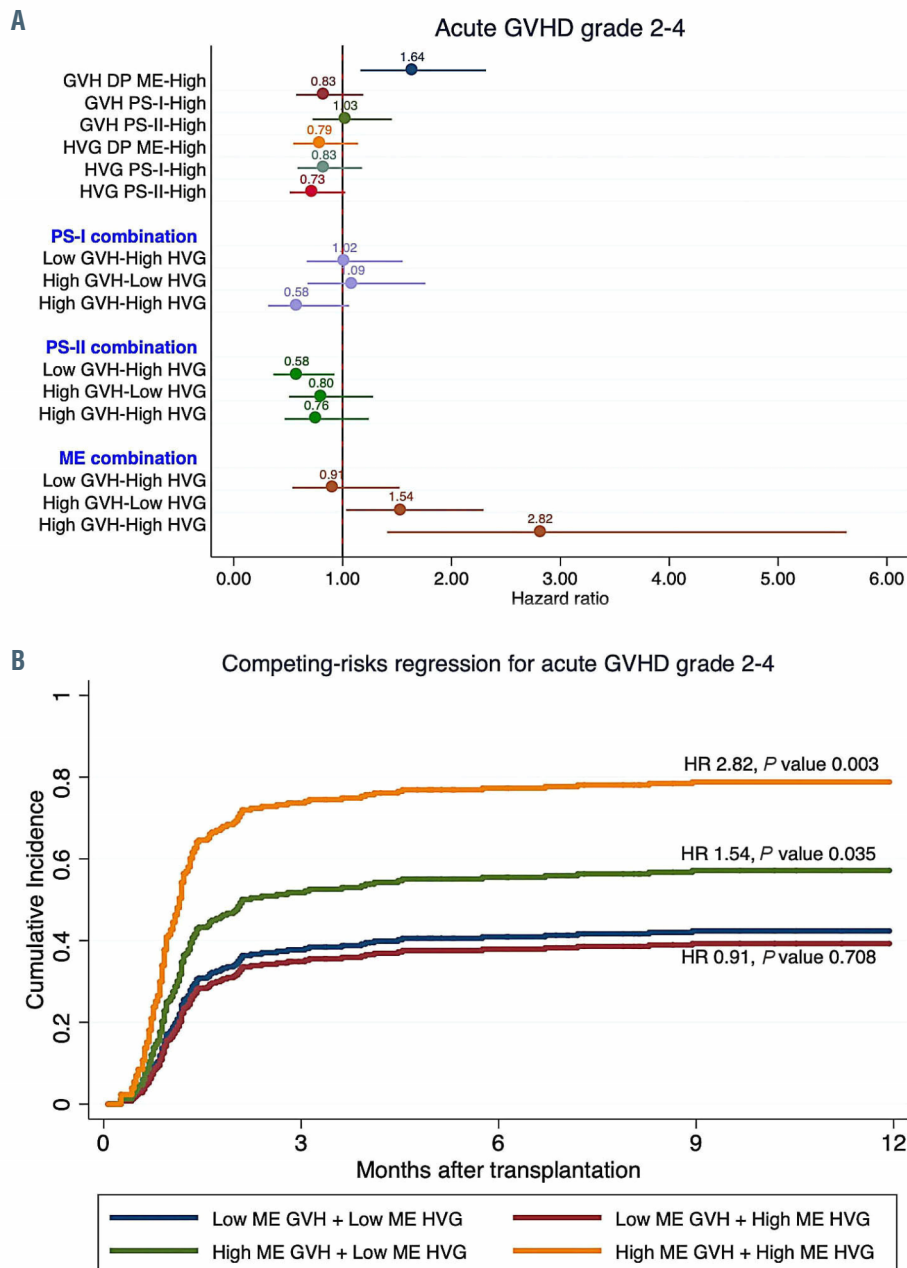 A
Acute GVHD grade 2-4
1.64
GVH DP ME-High
0.83
GVH PS-I-High
1.03
GVH PS-II-High
0.79
HVG DP ME-High
0.83
HVG PS-I-High
0.73
HVG PS-II-High
PS-I combination
1.02
Low GVH-High HVG
1.09
High GVH-Low HVG
0.58
High GVH-High HVG
PS-II combination
0.58
Low GVH-High HVG
0.80
High GVH-Low HVG
0.76
High GVH-High HVG
ME combination
0.91
Low GVH-High HVG
1.54
High GVH-Low HVG
2.82
High GVH-High HVG
0.00 1.00 2.00 3.00 4.00 5.00 6.00
Hazard ratio
B
Competing-risks regression for acute GVHD grade 2-4
Cumulative Incidence
1
0.8
0.6
0.4
0.2
0
HR 2.82, P value 0.003
HR 1.54, P value 0.035
HR 0.91, P value 0.708
0 3 6 9 12
Months after transplantation
Low ME GVH + Low ME HVG Low ME GVH + High ME HVG
High ME GVH + Low ME HVG High ME GVH + High ME HVG